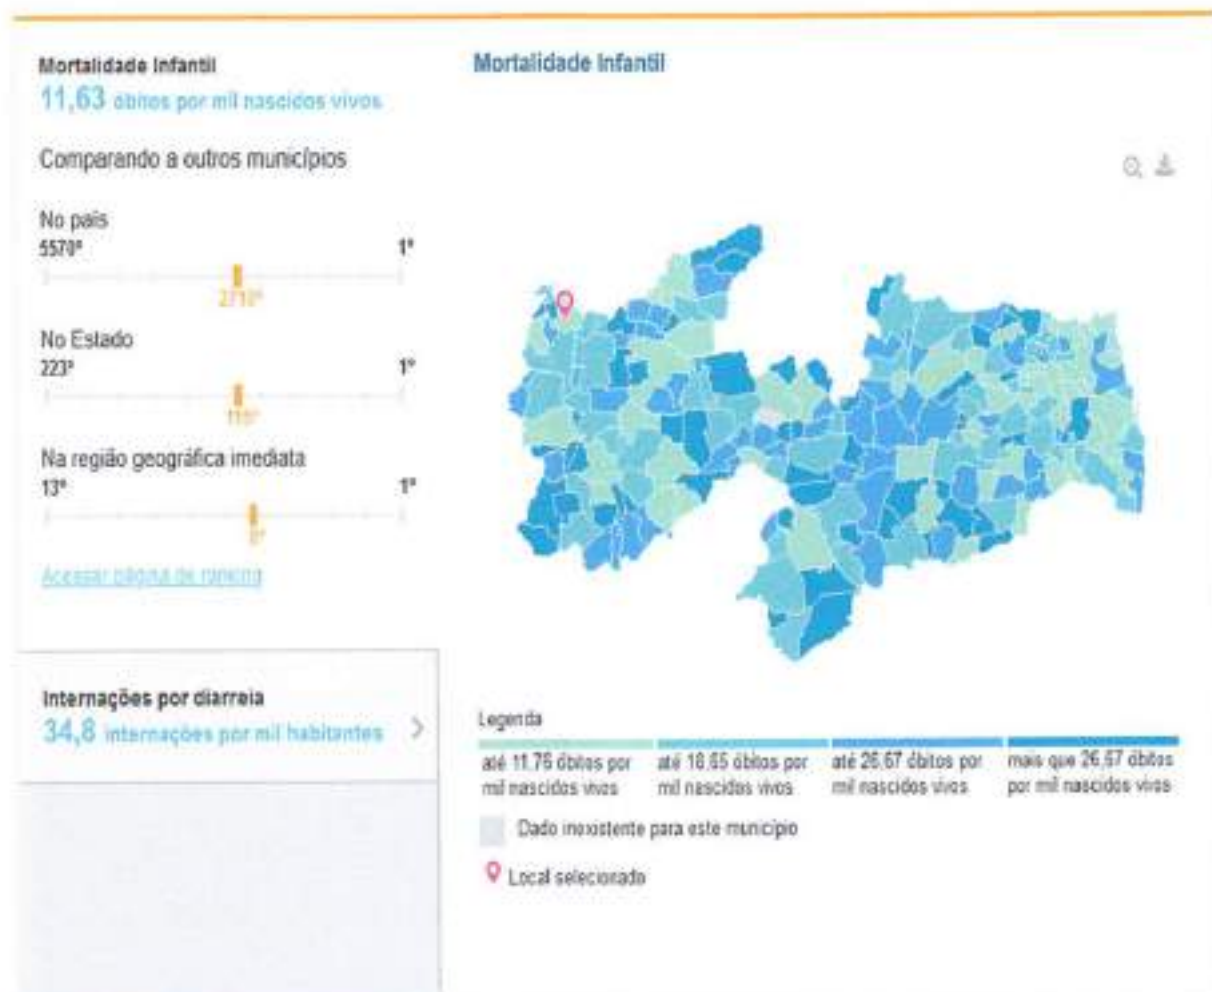 Mortalidade Infantil
11,63 óbitos por mil nascidos vivos
Comparando a outros municípios
No país
5570º 1º
No Estado
223º 1º
Na região geográfica imediata
13º 1º
Acessar página de ranking
Internações por diarreia
34,8 internações por mil habitantes
Mortalidade Infantil
Legenda
até 11,76 óbitos por
mil nascidos vivos
até 18,65 óbitos por
mil nascidos vivos
até 26,67 óbitos por
mil nascidos vivos
mais que 26,67 óbitos
por mil nascidos vivos
Dado inexistente para este município
Local selecionado